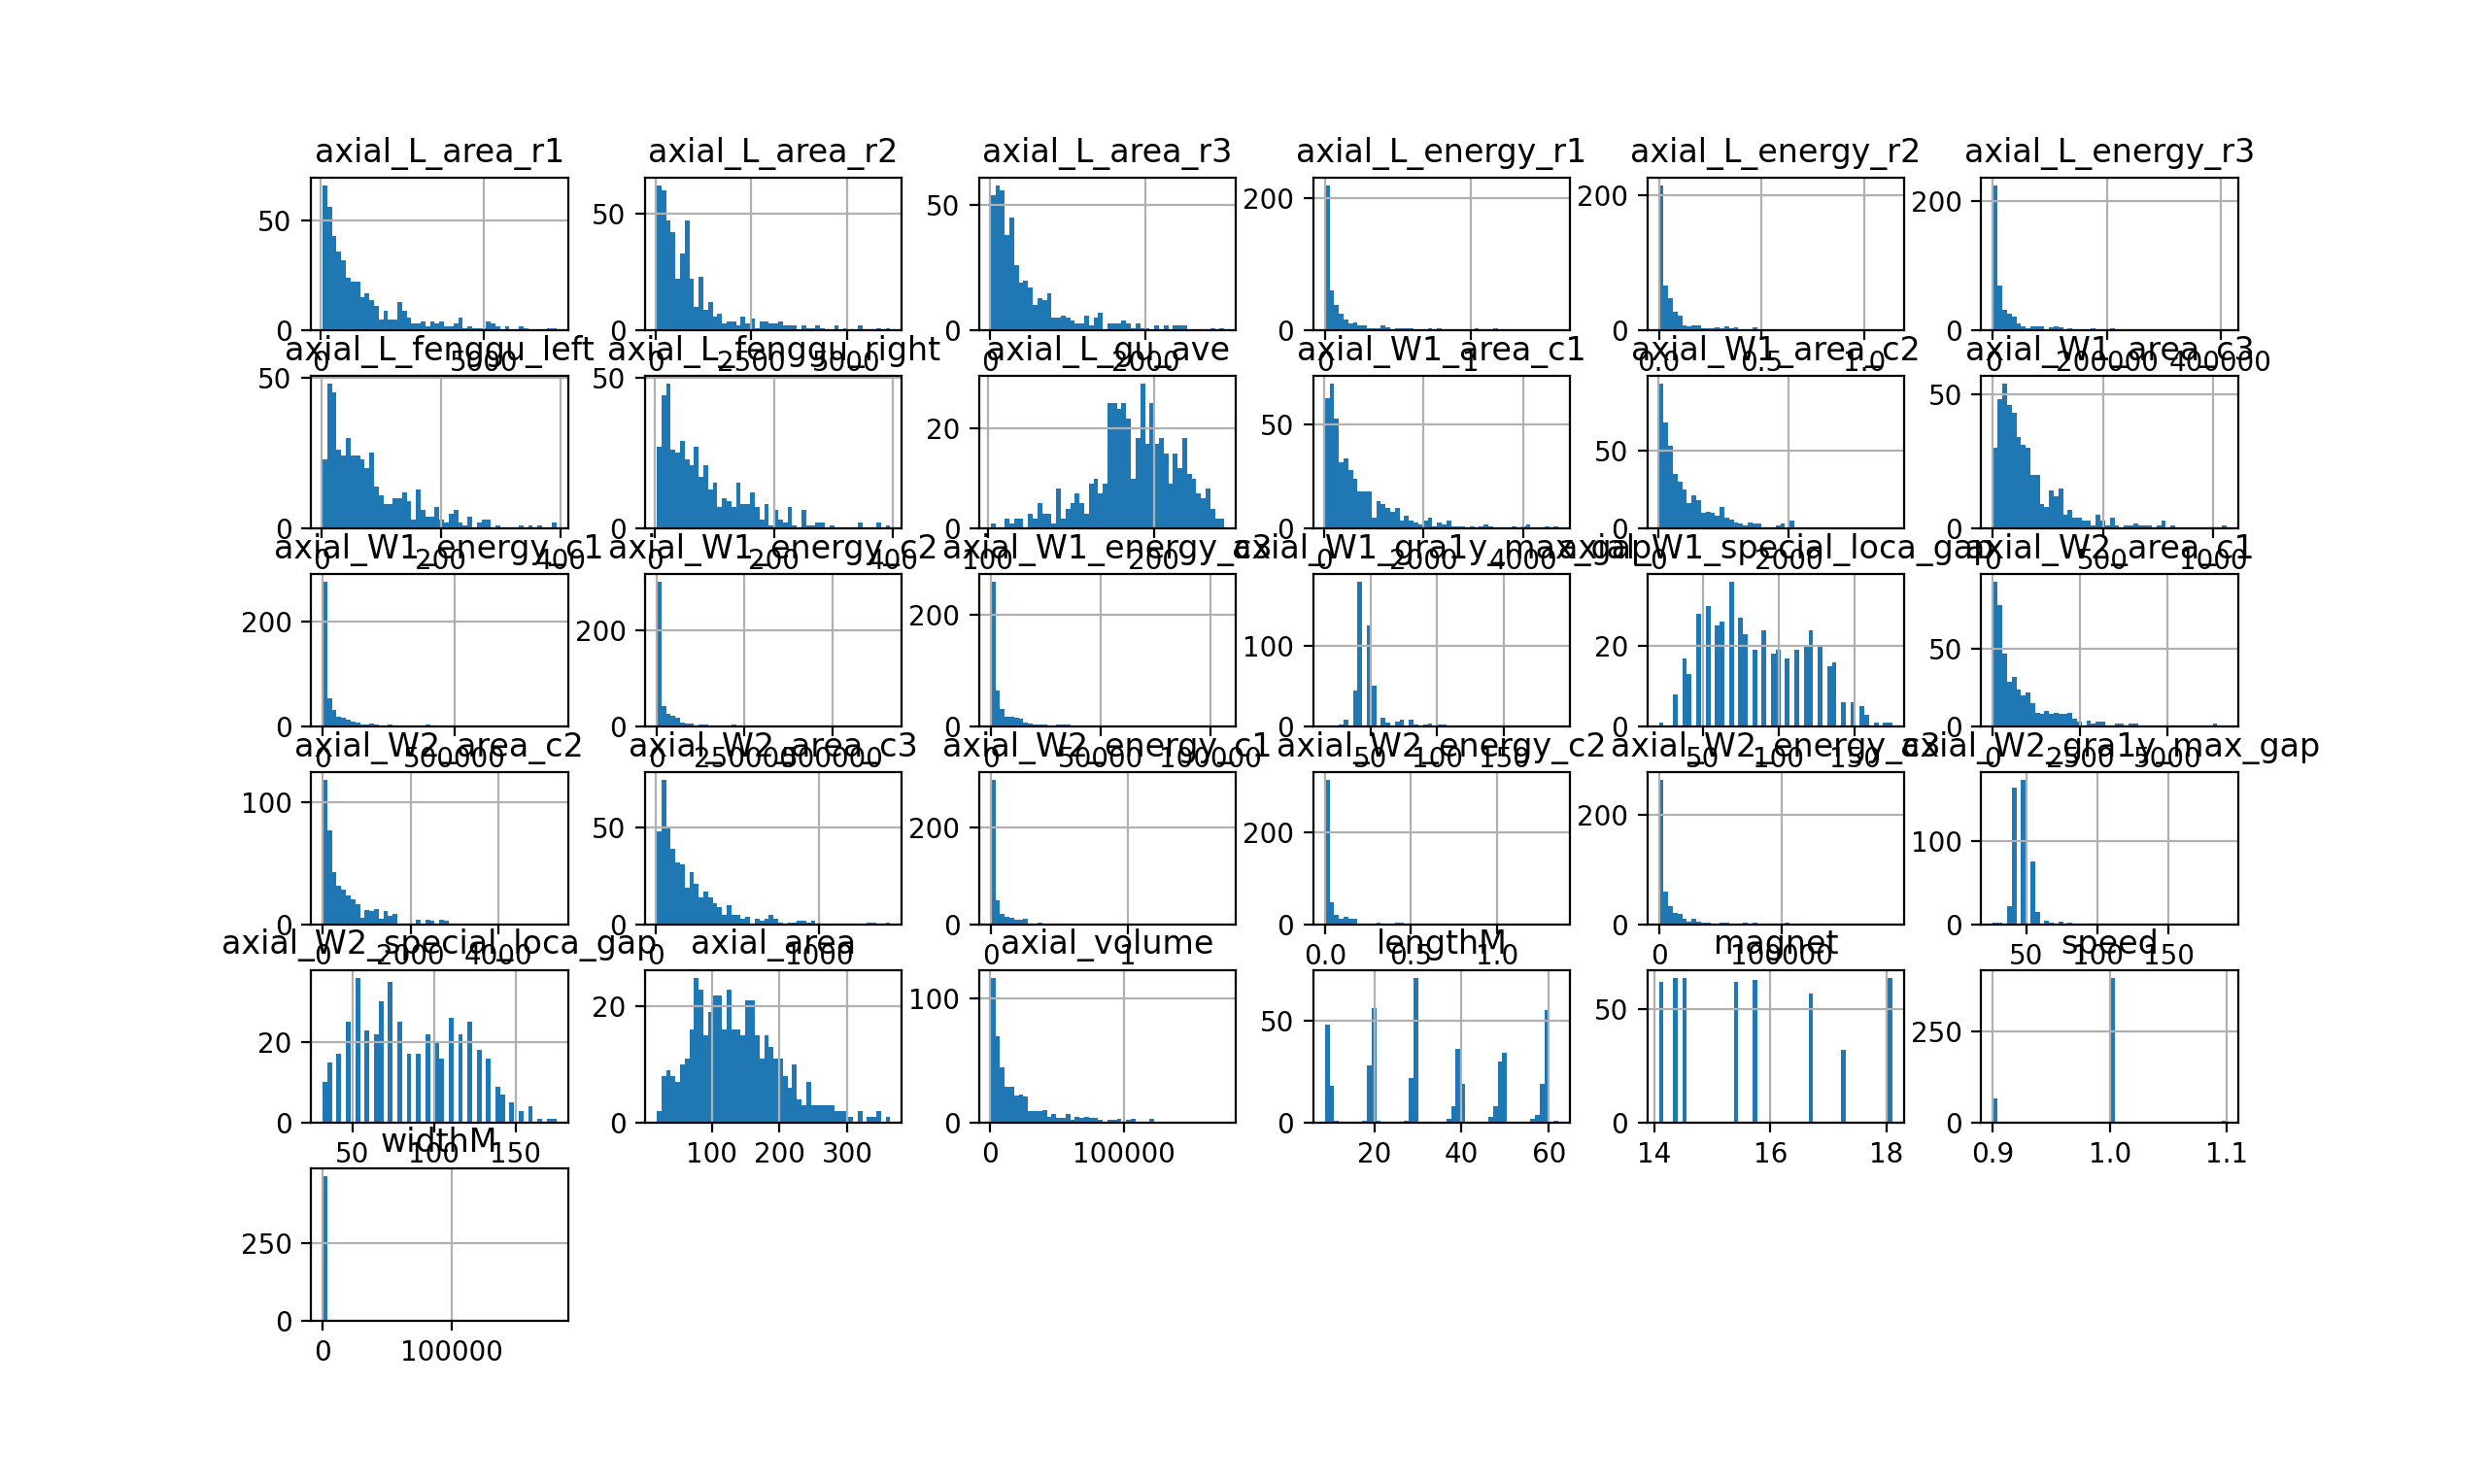 axial_L_area_r1 axial_L_area_r2 axial_L_area_r3 axial_L_energy_r1 axial_L_energy_r2 axial_L_energy_r3
50 50 50 200 200 200
0 0 0 0 0 0
0 5000 0 2500 5000 0 2000 0 1 0.0 0.5 1.0 0 200000 400000
axial_L_fenggu_left axial_L_fenggu_right axial_L_gu_ave axial_W1_area_c1 axial_W1_area_c2 axial_W1_area_c3
50 50 20 50 50 50
0 0 0 0 0 0
0 200 400 0 200 400 100 200 0 2000 4000 0 2000 0 500 1000
axial_W1_energy_c1 axial_W1_energy_c2 axial_W1_energy_c3 axial_W1_gra1y_max_gap axial_W1_special_loca_gap axial_W2_area_c1
200 200 200 100 20 50
0 0 0 0 0 0
0 500000 0 250000 500000 0 50000 100000 50 100 150 50 100 150 0 2500 5000
axial_W2_area_c2 axial_W2_area_c3 axial_W2_energy_c1 axial_W2_energy_c2 axial_W2_energy_c3 axial_W2_gra1y_max_gap
100 50 200 200 200 100
0 0 0 0 0 0
0 2000 4000 0 1000 0 1 0.0 0.5 1.0 0 100000 50 100 150
axial_W2_special_loca_gap axial_area axial_volume lengthM magnet speed
20 20 100 50 50 250
0 0 0 0 0 0
50 100 150 100 200 300 0 100000 20 40 60 14 16 18 0.9 1.0 1.1
widthM
250
0
0 100000